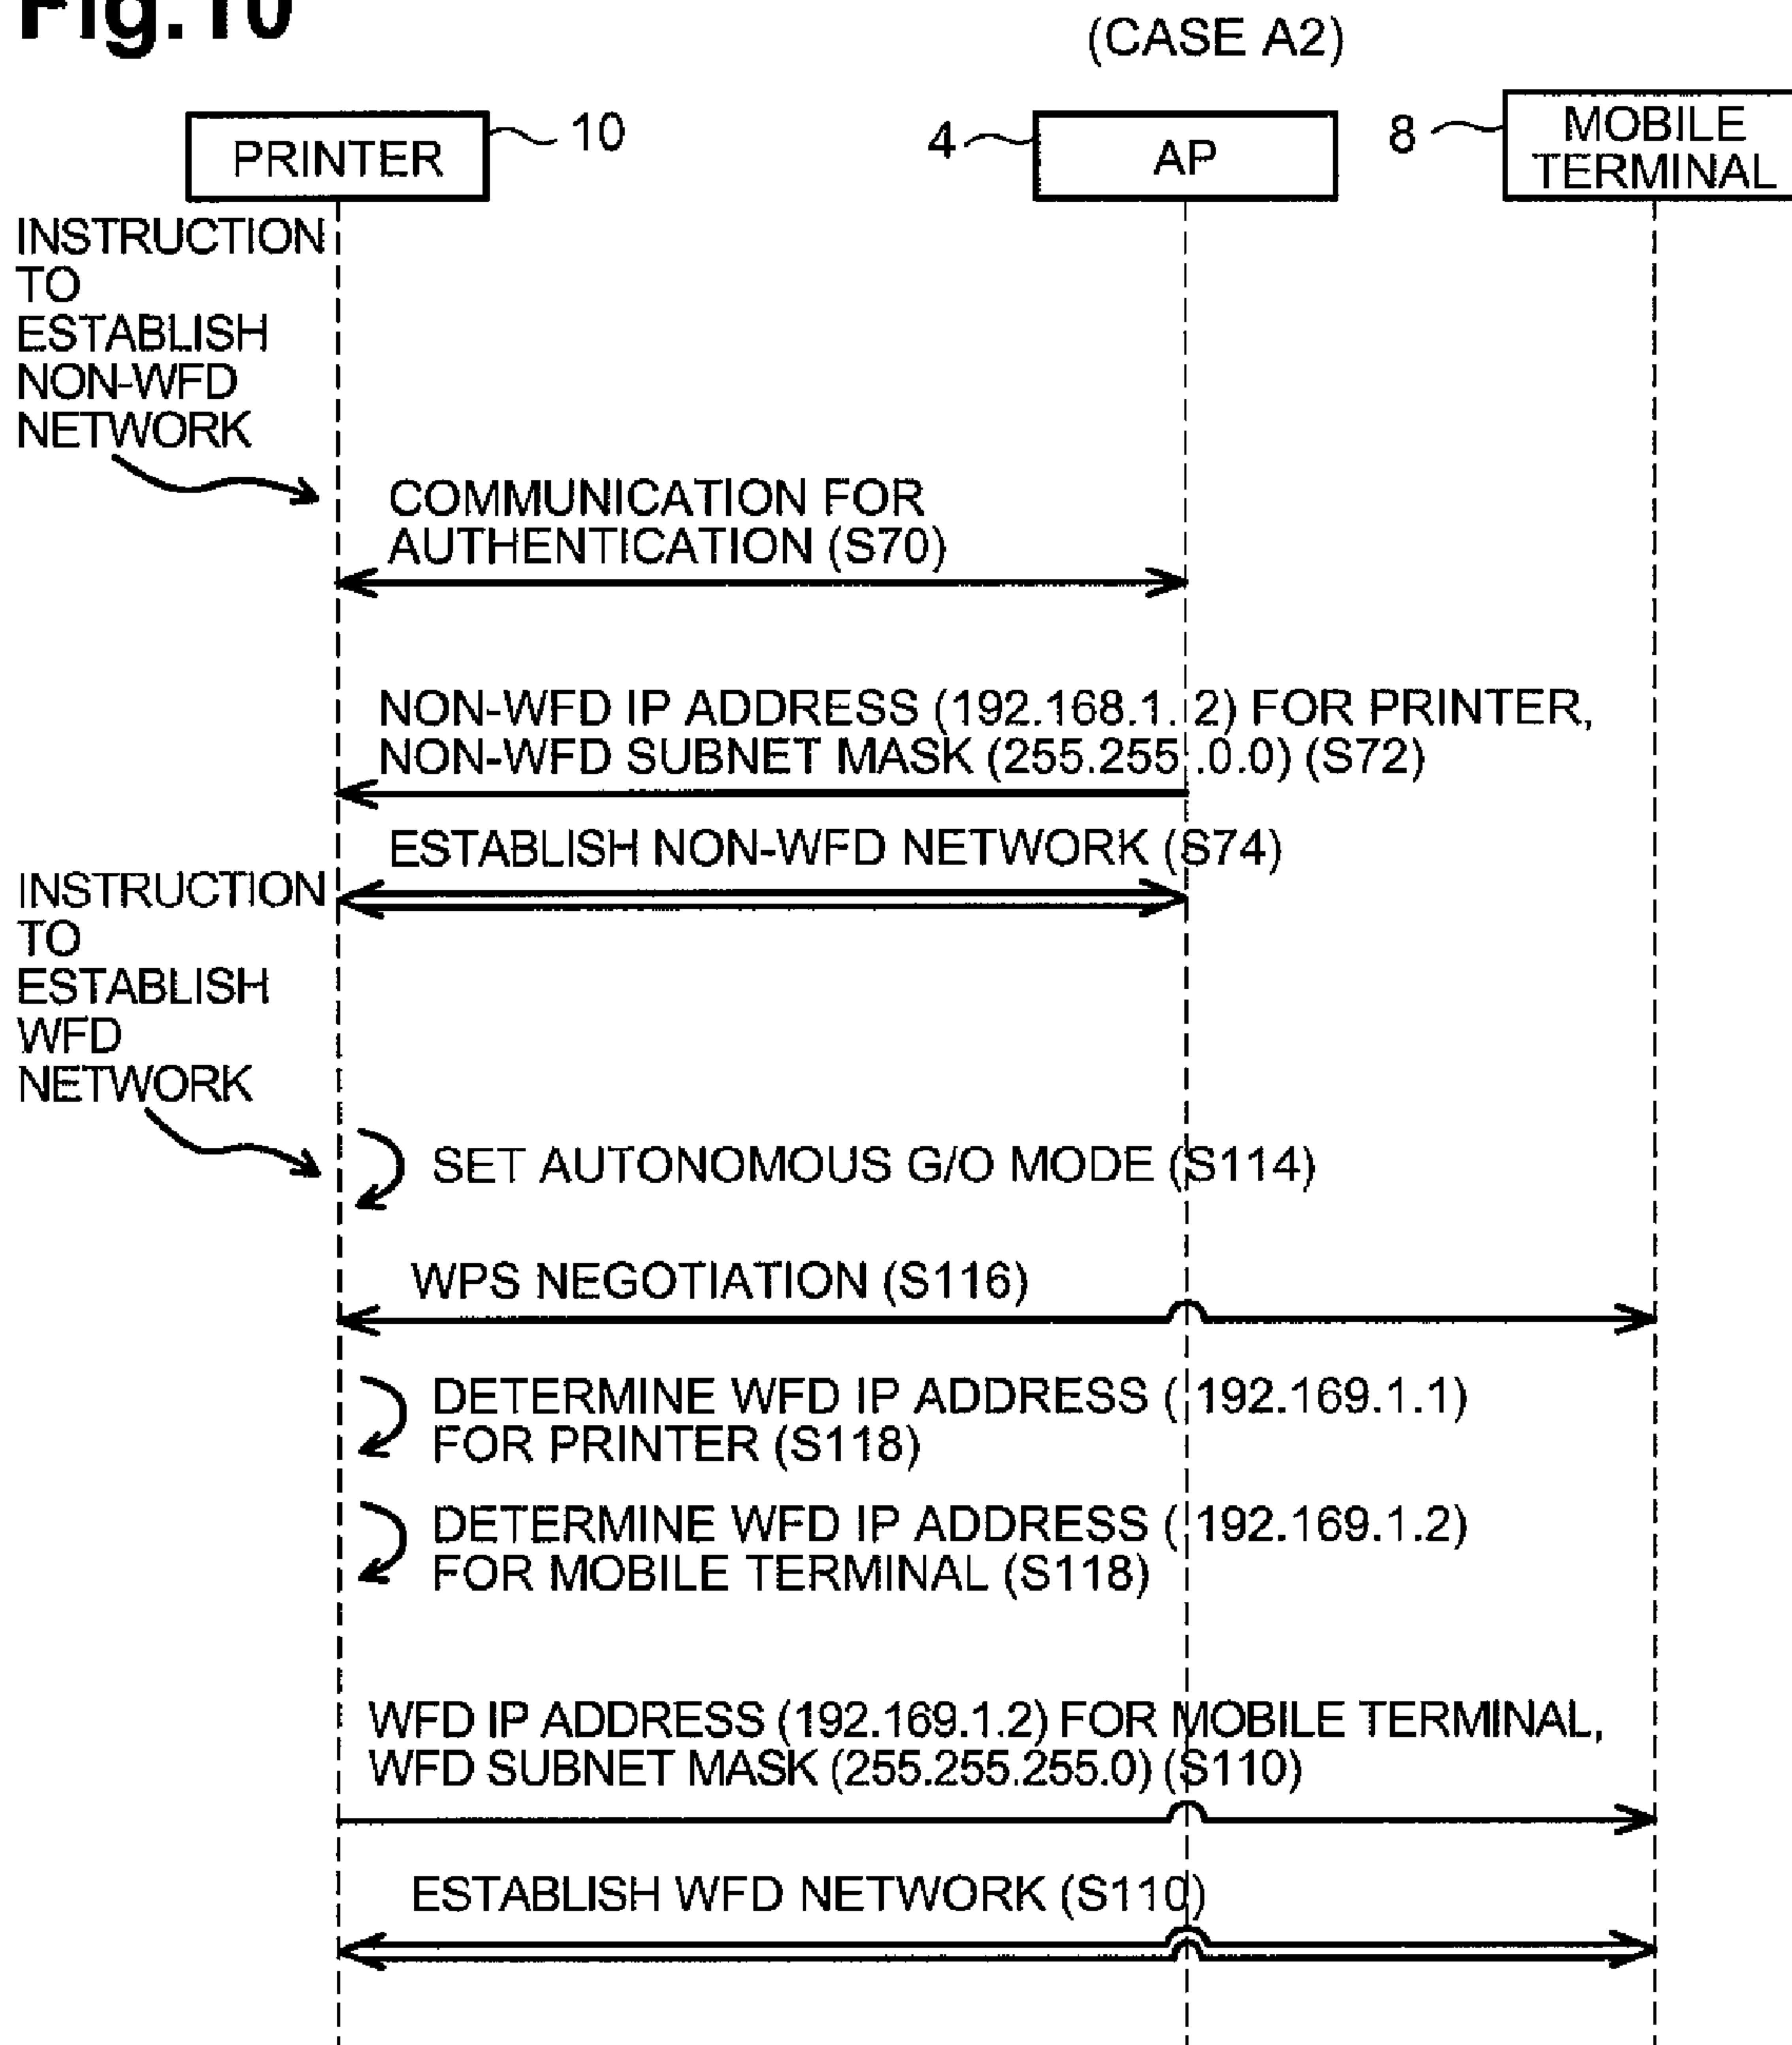 Fig.10
(CASE A2)
PRINTER
10
4
AP
8
MOBILE
TERMINAL
INSTRUCTION
TO
ESTABLISH
NON-WFD
NETWORK
COMMUNICATION FOR
AUTHENTICATION (S70)
NON-WFD IP ADDRESS (192.168.1. 2) FOR PRINTER,
NON-WFD SUBNET MASK (255.255 .0.0) (S72)
ESTABLISH NON-WFD NETWORK (S74)
INSTRUCTION
TO
ESTABLISH
WFD
NETWORK
SET AUTONOMOUS G/O MODE (S114)
WPS NEGOTIATION (S116)
DETERMINE WFD IP ADDRESS ( 192.169.1.1)
FOR PRINTER (S118)
DETERMINE WFD IP ADDRESS ( 192.169.1.2)
FOR MOBILE TERMINAL (S118)
WFD IP ADDRESS (192.169.1.2) FOR MOBILE TERMINAL,
WFD SUBNET MASK (255.255.255.0) (S110)
ESTABLISH WFD NETWORK (S110)